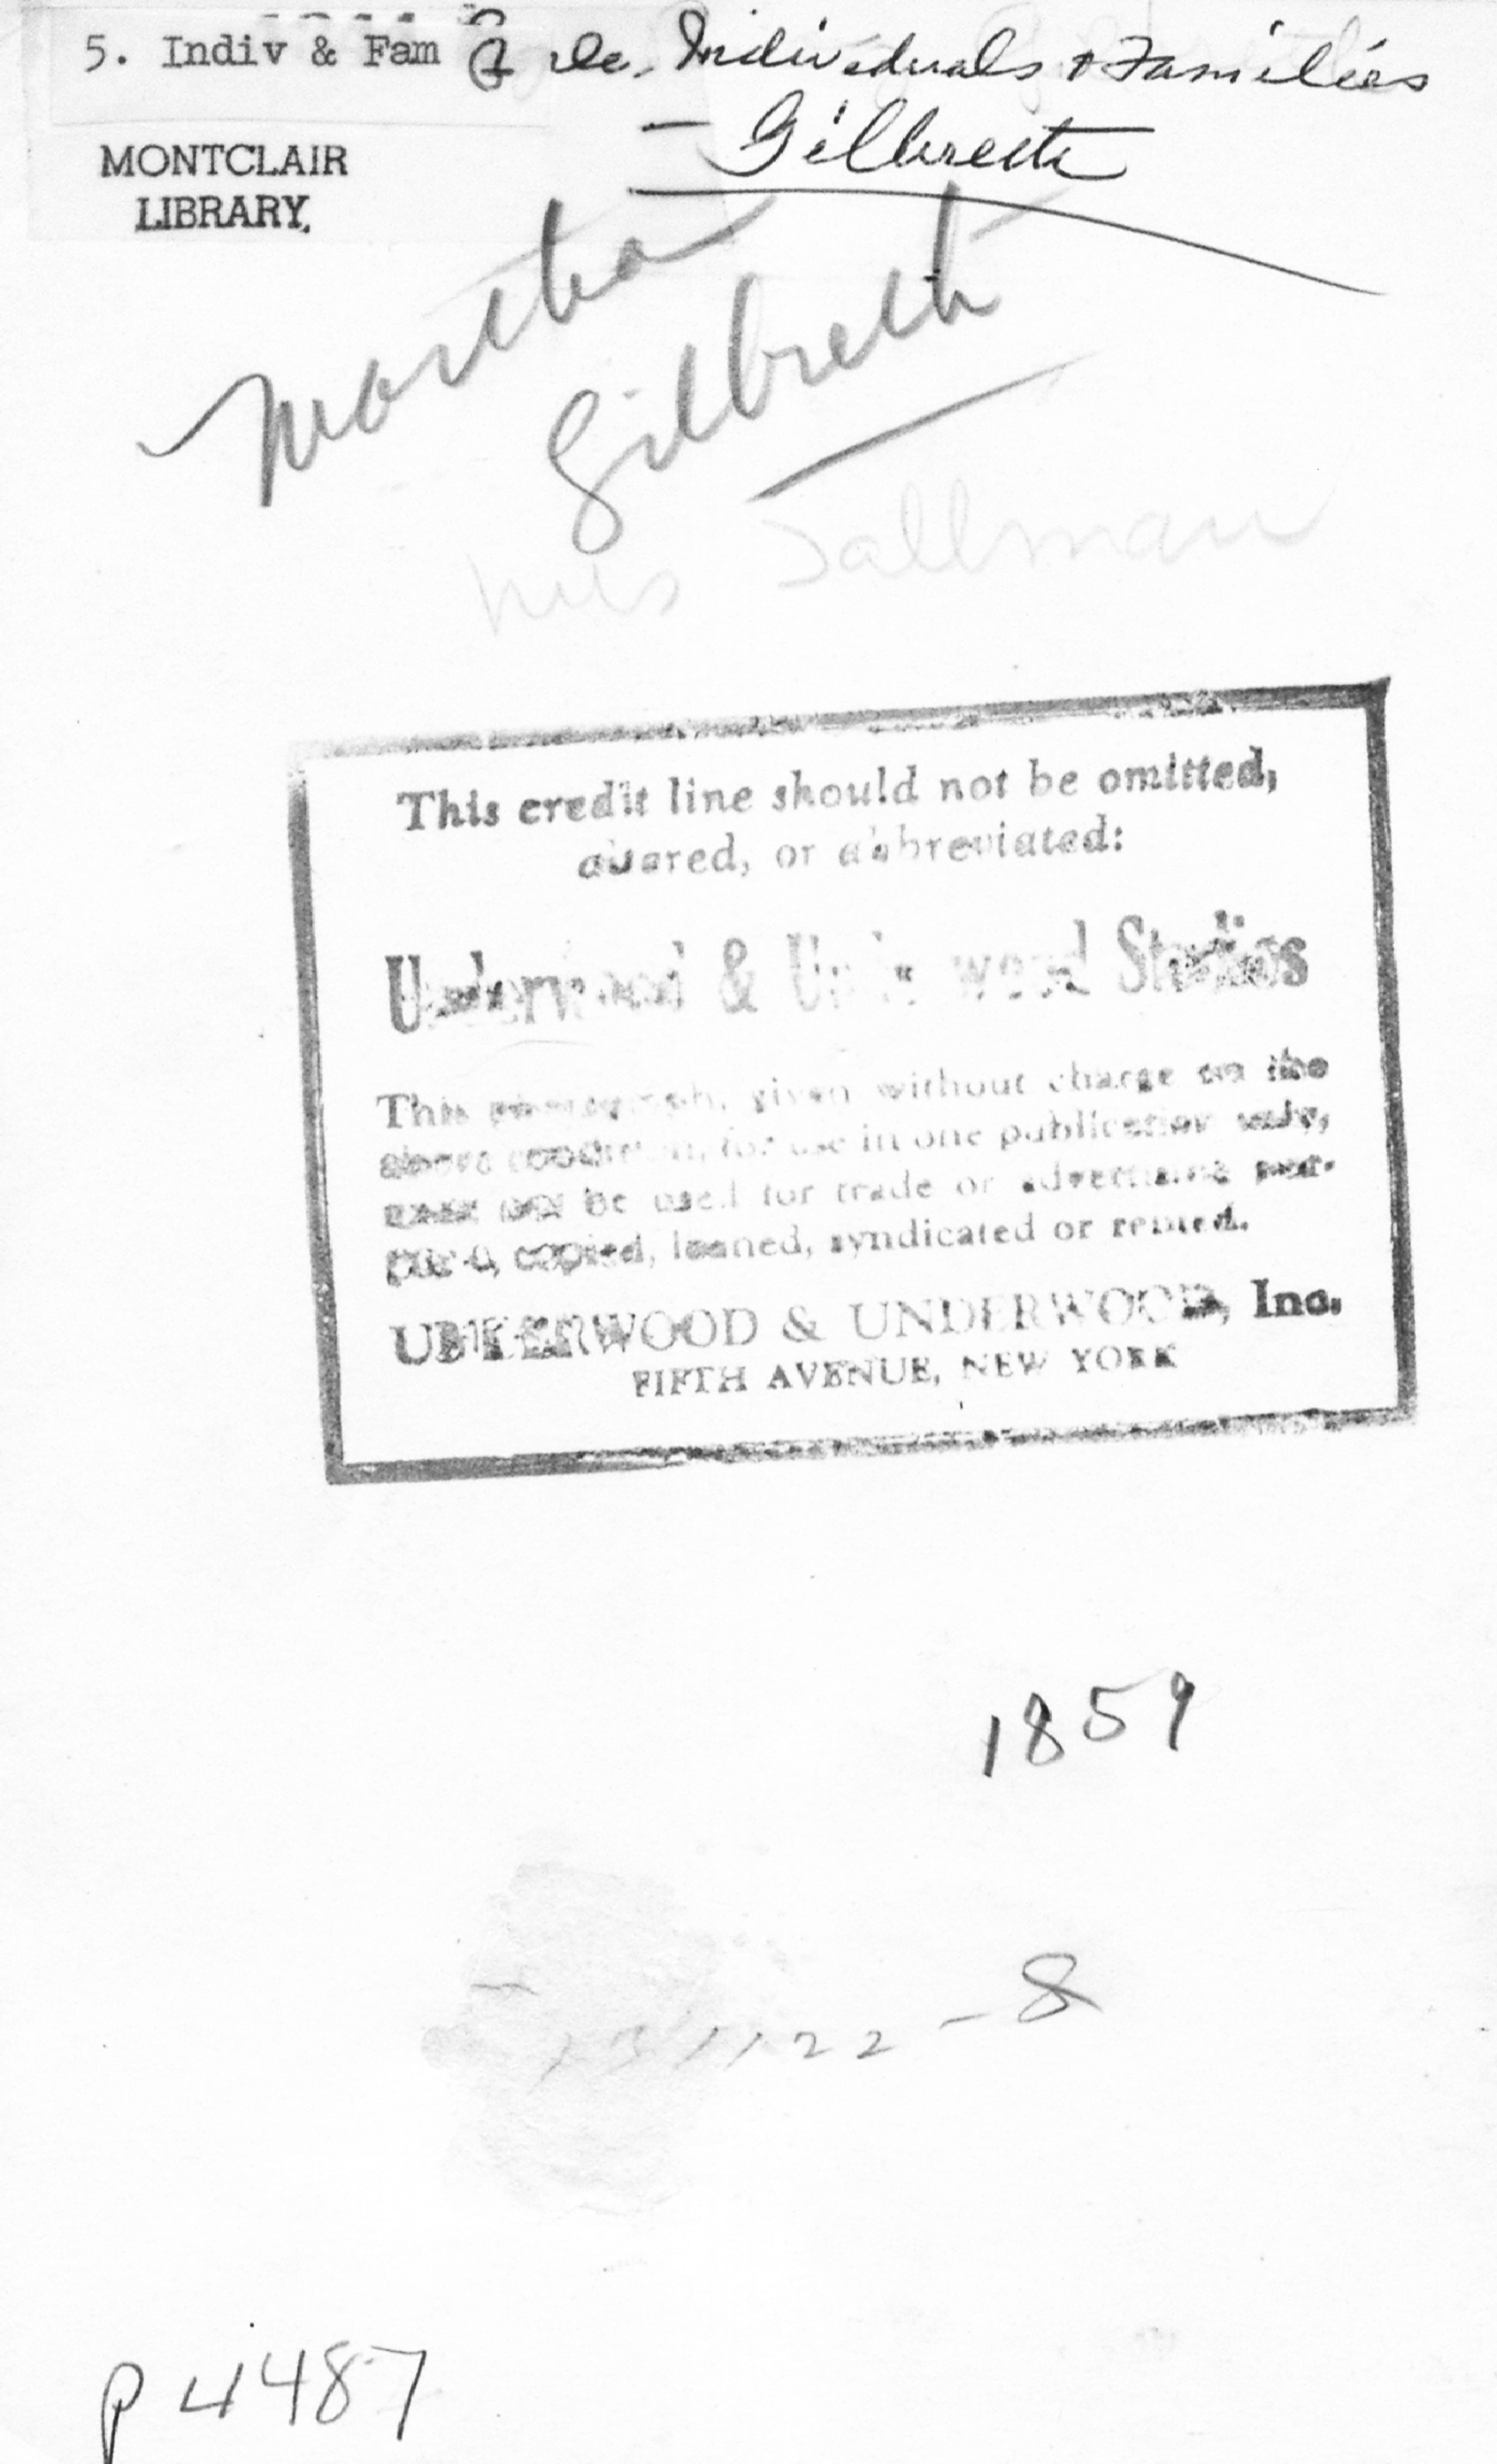 5. Indiv & Fam
Individuals & Families
— Gilbreth
MONTCLAIR
LIBRARY.
Martha
Gilbreth
Mrs Tallman
This credit line should not be omitted,
altered, or abbreviated:
Underwood & Underwood Studios
This photograph, given without charge on the
above condition, for use in one publication only,
must not be used for trade or advertising pur-
poses, copied, loaned, syndicated or rented.
UNDERWOOD & UNDERWOOD, Inc.
FIFTH AVENUE, NEW YORK
1859
131122-8
P4487